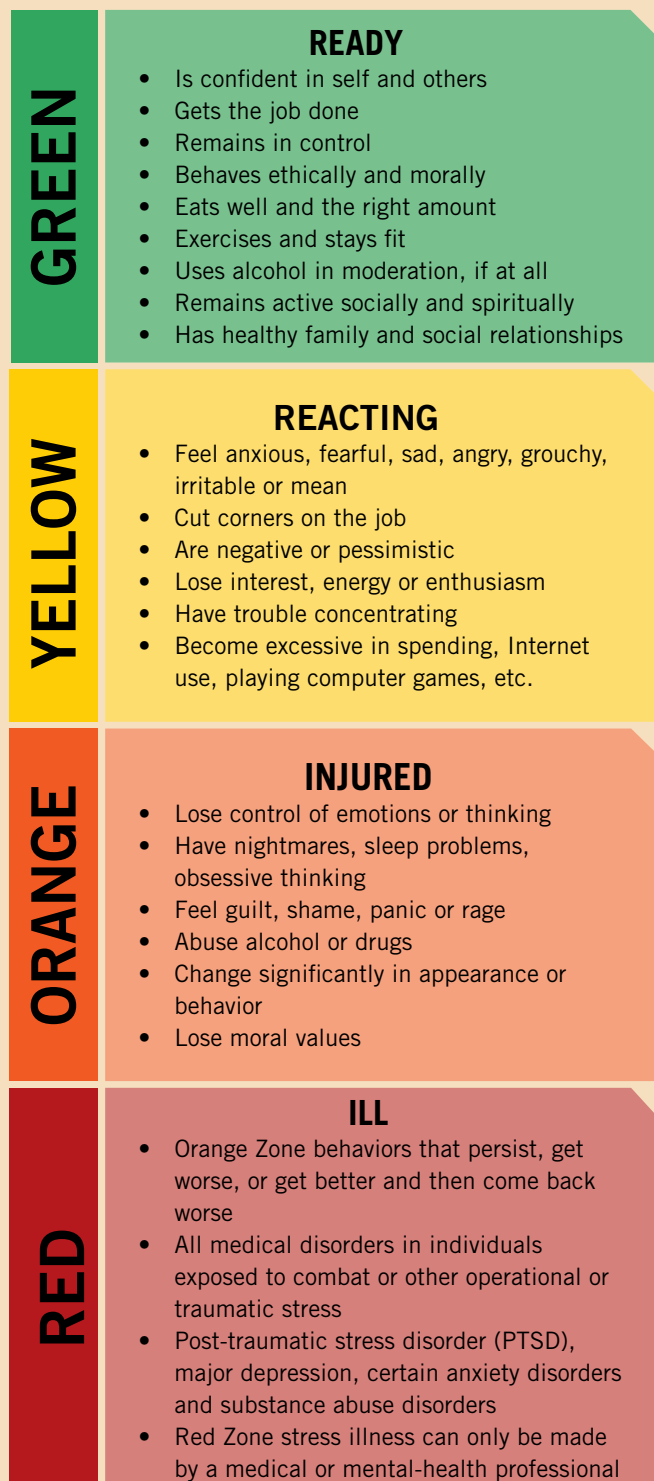 GREEN
READY
• Is confident in self and others
• Gets the job done
• Remains in control
• Behaves ethically and morally
• Eats well and the right amount
• Exercises and stays fit
• Uses alcohol in moderation, if at all
• Remains active socially and spiritually
• Has healthy family and social relationships
YELLOW
REACTING
• Feel anxious, fearful, sad, angry, grouchy,
irritable or mean
• Cut corners on the job
• Are negative or pessimistic
• Lose interest, energy or enthusiasm
• Have trouble concentrating
• Become excessive in spending, Internet
use, playing computer games, etc.
ORANGE
INJURED
• Lose control of emotions or thinking
• Have nightmares, sleep problems,
obsessive thinking
• Feel guilt, shame, panic or rage
• Abuse alcohol or drugs
• Change significantly in appearance or
behavior
• Lose moral values
RED
ILL
• Orange Zone behaviors that persist, get
worse, or get better and then come back
worse
• All medical disorders in individuals
exposed to combat or other operational or
traumatic stress
• Post-traumatic stress disorder (PTSD),
major depression, certain anxiety disorders
and substance abuse disorders
• Red Zone stress illness can only be made
by a medical or mental-health professional